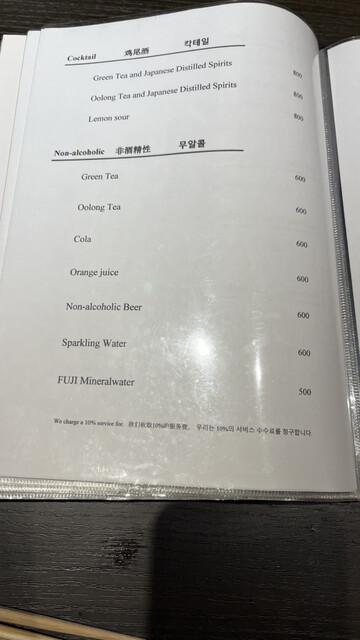 Cocktail 鸡尾酒 칵테일
Green Tea and Japanese Distilled Spirits 800
Oolong Tea and Japanese Distilled Spirits 800
Lemon sour 800
Non-alcoholic 非酒精性 무알콜
Green Tea 600
Oolong Tea 600
Cola 600
Orange juice 600
Non-alcoholic Beer 600
Sparkling Water 600
FUJI Mineralwater 500
We charge a 10% survice fee 我们收取10%的服务费。 우리는 10%의 서비스 수수료를 청구합니다